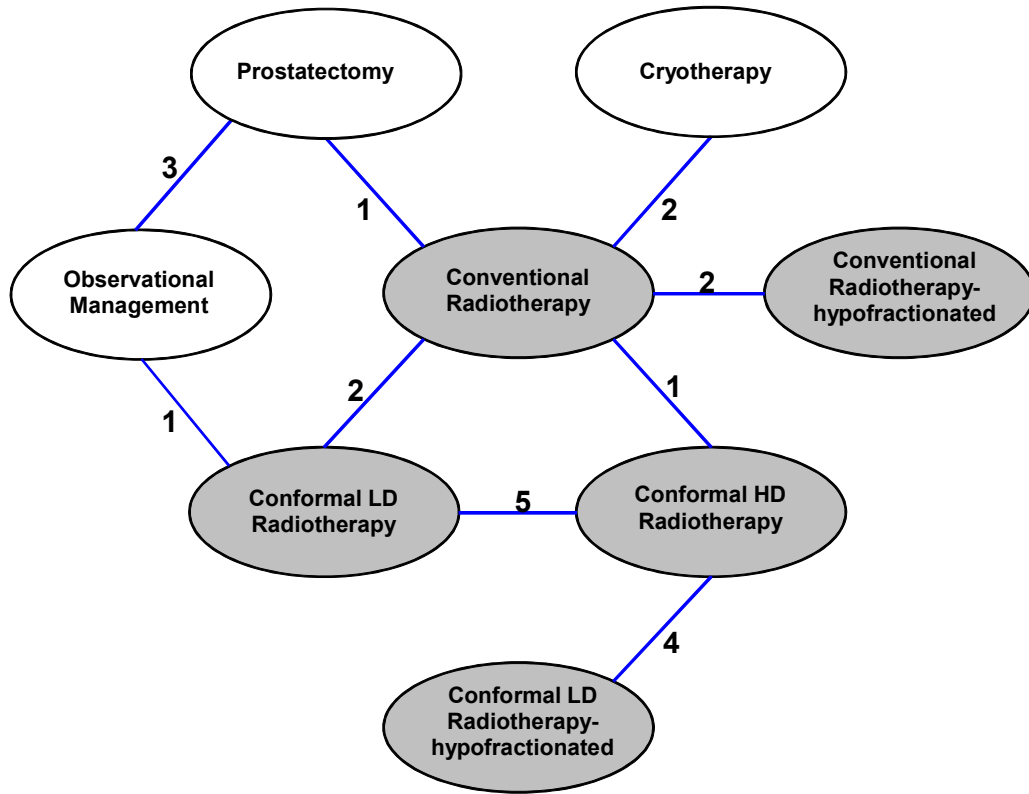 Prostatectomy
Cryotherapy
3
1
2
Observational
Management
Conventional
Radiotherapy
2
Conventional
Radiotherapy-
hypofractionated
1
2
1
Conformal LD
Radiotherapy
5
Conformal HD
Radiotherapy
4
Conformal LD
Radiotherapy-
hypofractionated